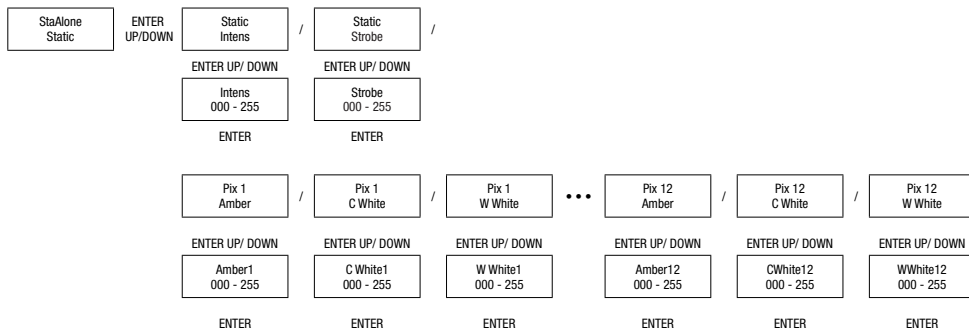 StaAlone
Static
ENTER
UP/DOWN
Static
Intens
/
Static
Strobe
/
ENTER UP/ DOWN
ENTER UP/ DOWN
Intens
000 - 255
Strobe
000 - 255
ENTER
ENTER
Pix 1
Amber
/
Pix 1
C White
/
Pix 1
W White
•••
Pix 12
Amber
/
Pix 12
C White
/
Pix 12
W White
ENTER UP/ DOWN
ENTER UP/ DOWN
ENTER UP/ DOWN
ENTER UP/ DOWN
ENTER UP/ DOWN
ENTER UP/ DOWN
Amber1
000 - 255
C White1
000 - 255
W White1
000 - 255
Amber12
000 - 255
CWhite12
000 - 255
WWhite12
000 - 255
ENTER
ENTER
ENTER
ENTER
ENTER
ENTER